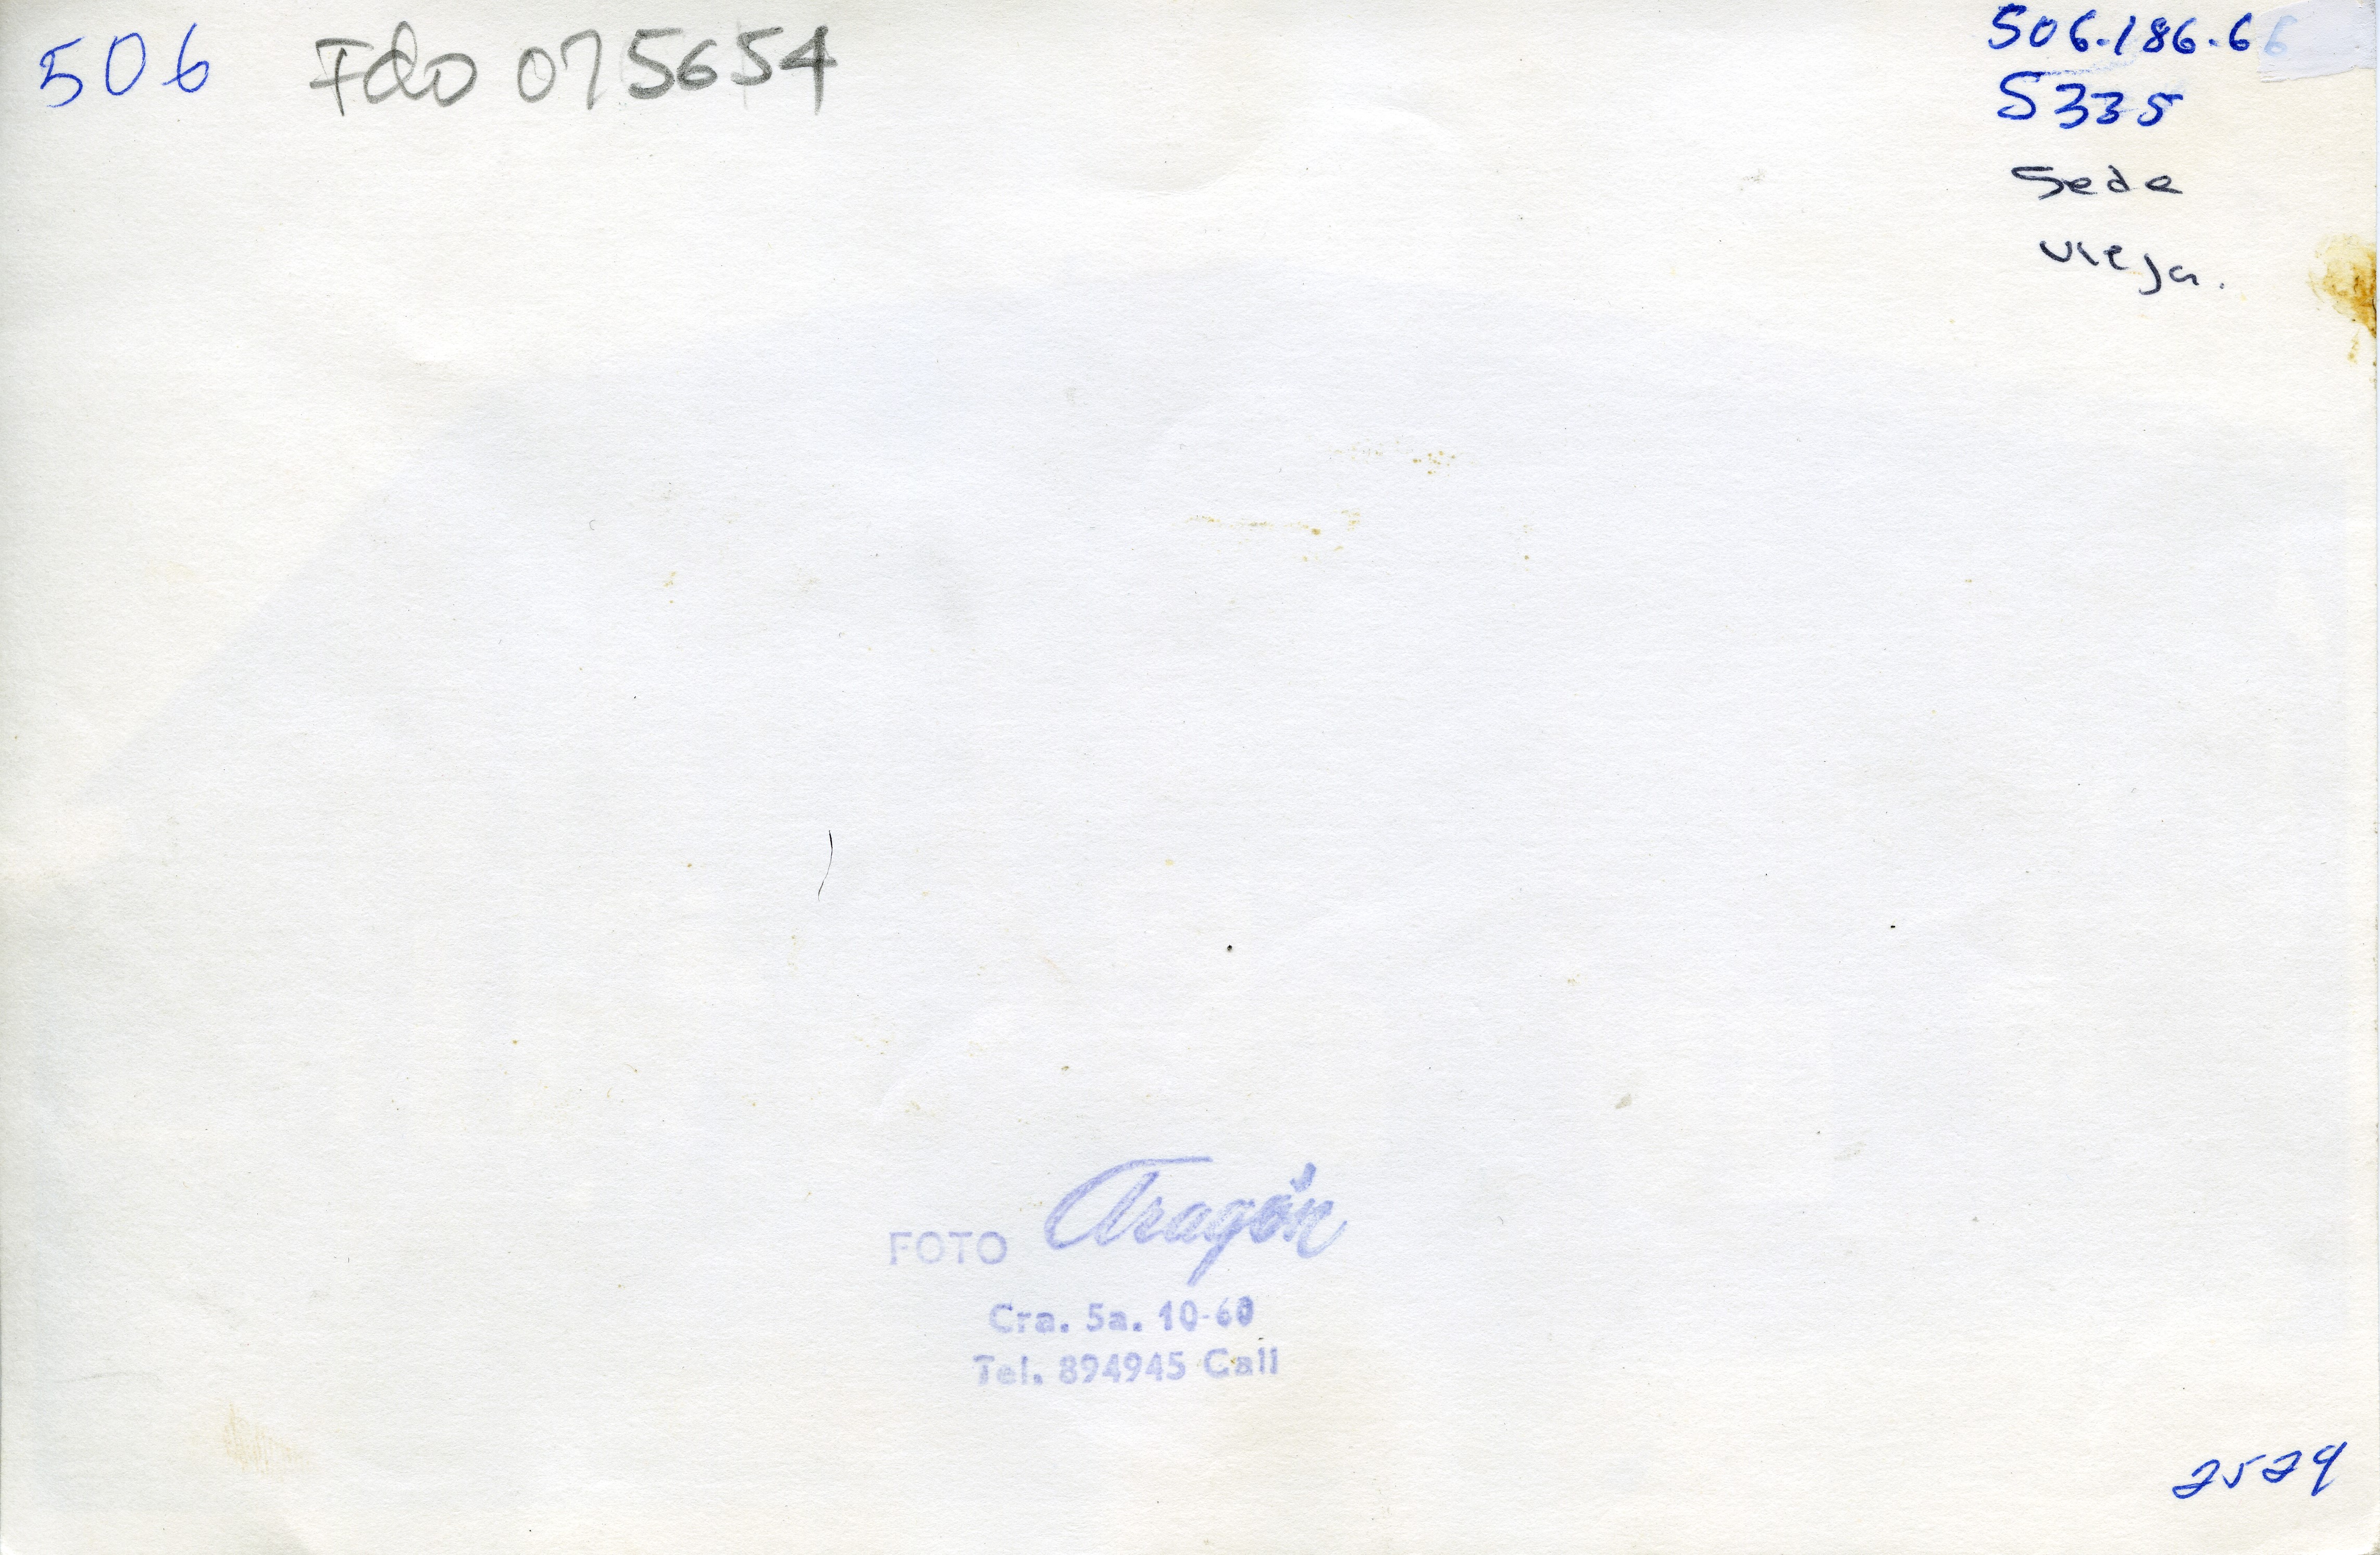 506 Fdo 075654
506.186.66
5335
Sede
vieja.
FOTO Aragón
Cra. 5a. 10-60
Tel. 894945 Cali
2529